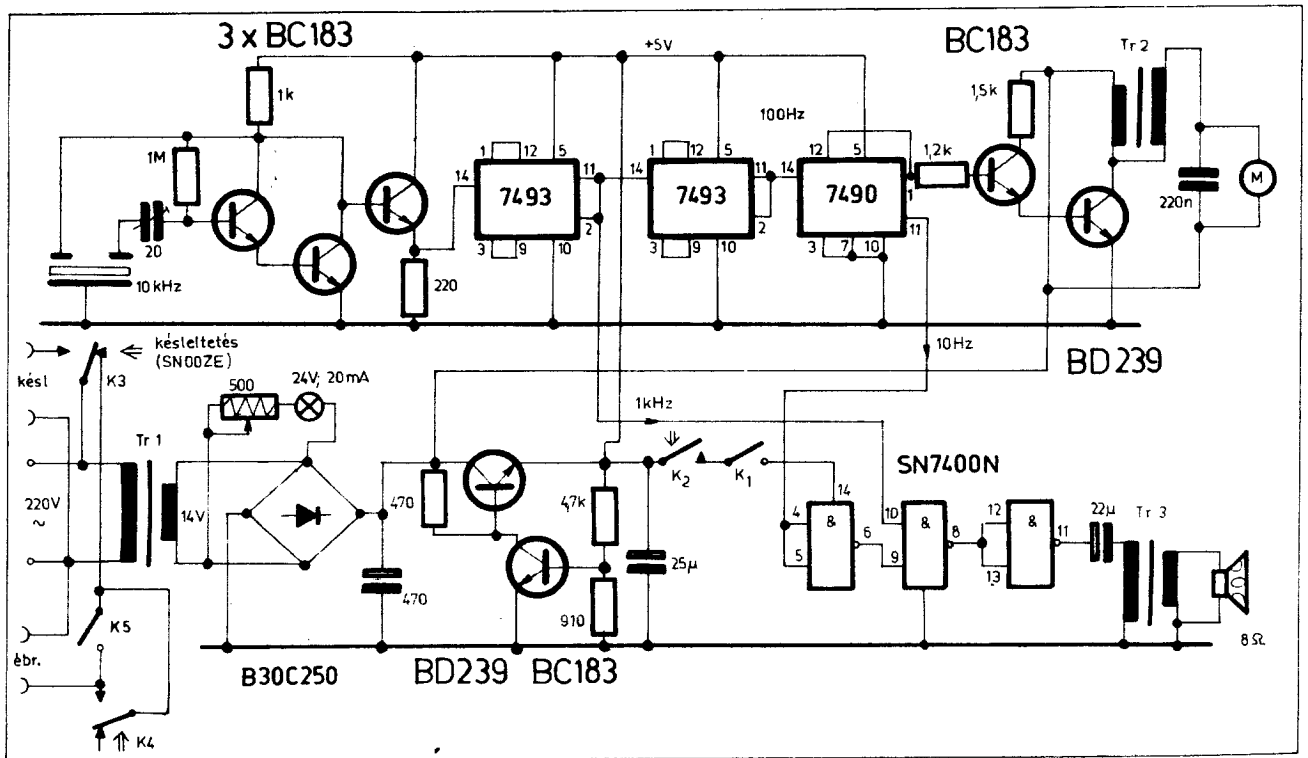 3 x BC183
BC183
+5V
Tr 2
1k
1,5k
100Hz
1M
20
10 kHz
220
14
1
12
5
7493
11
2
3
9
10
14
1
12
5
7493
11
2
3
9
10
14
12
5
7490
1
11
3
7
10
1,2k
220n
M
10Hz
BD239
késleltetés
(SNOOZE)
K3
késl
500
24V; 20mA
Tr 1
220V
~
14V
1kHz
K2
K1
SN7400N
470
4,7k
470
910
25µ
14
4
5
&
6
10
9
&
8
12
13
&
11
22µ
Tr 3
8Ω
K5
ébr.
K4
B30C250
BD239
BC183